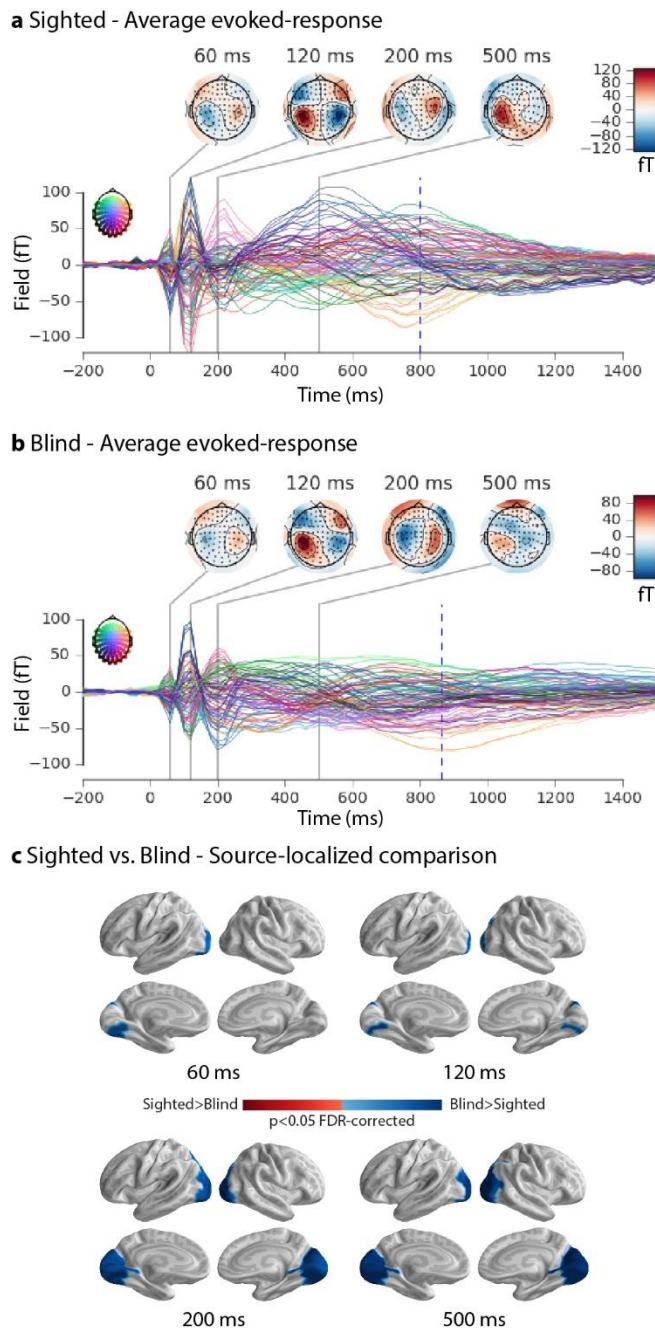 a Sighted - Average evoked-response
60 ms 120 ms 200 ms 500 ms
120
80
40
0
−40
−80
−120
fT
100
50
0
−50
−100
Field (fT)
−200 0 200 400 600 800 1000 1200 1400
Time (ms)
b Blind - Average evoked-response
60 ms 120 ms 200 ms 500 ms
80
40
0
−40
−80
fT
100
50
0
−50
−100
Field (fT)
−200 0 200 400 600 800 1000 1200 1400
Time (ms)
c Sighted vs. Blind - Source-localized comparison
60 ms 120 ms
Sighted>Blind Blind>Sighted
p<0.05 FDR-corrected
200 ms 500 ms